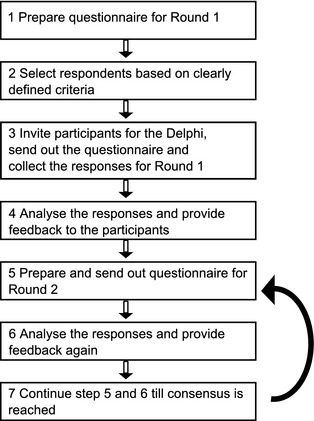 1 Prepare questionnaire for Round 1
2 Select respondents based on clearly
defined criteria
3 Invite participants for the Delphi,
send out the questionnaire and
collect the responses for Round 1
4 Analyse the responses and provide
feedback to the participants
5 Prepare and send out questionnaire for
Round 2
6 Analyse the responses and provide
feedback again
7 Continue step 5 and 6 till consensus is
reached